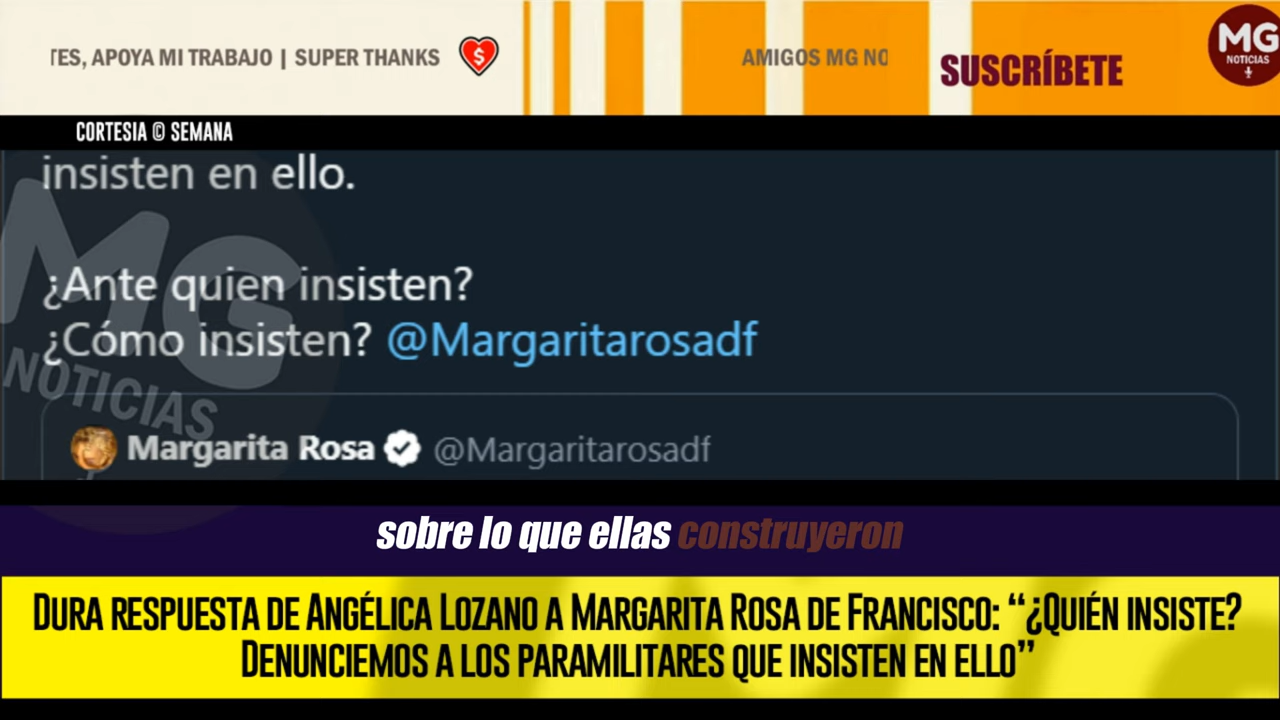 TES, APOYA MI TRABAJO | SUPER THANKS
AMIGOS MG NO
SUSCRÍBETE
MG
NOTICIAS
CORTESIA © SEMANA
insisten en ello.
¿Ante quien insisten?
¿Cómo insisten? @Margaritarosadf
MG
NOTICIAS
Margarita Rosa @Margaritarosadf
sobre lo que ellas construyeron
DURA RESPUESTA DE ANGÉLICA LOZANO A MARGARITA ROSA DE FRANCISCO: “¿QUIÉN INSISTE?
DENUNCIEMOS A LOS PARAMILITARES QUE INSISTEN EN ELLO”